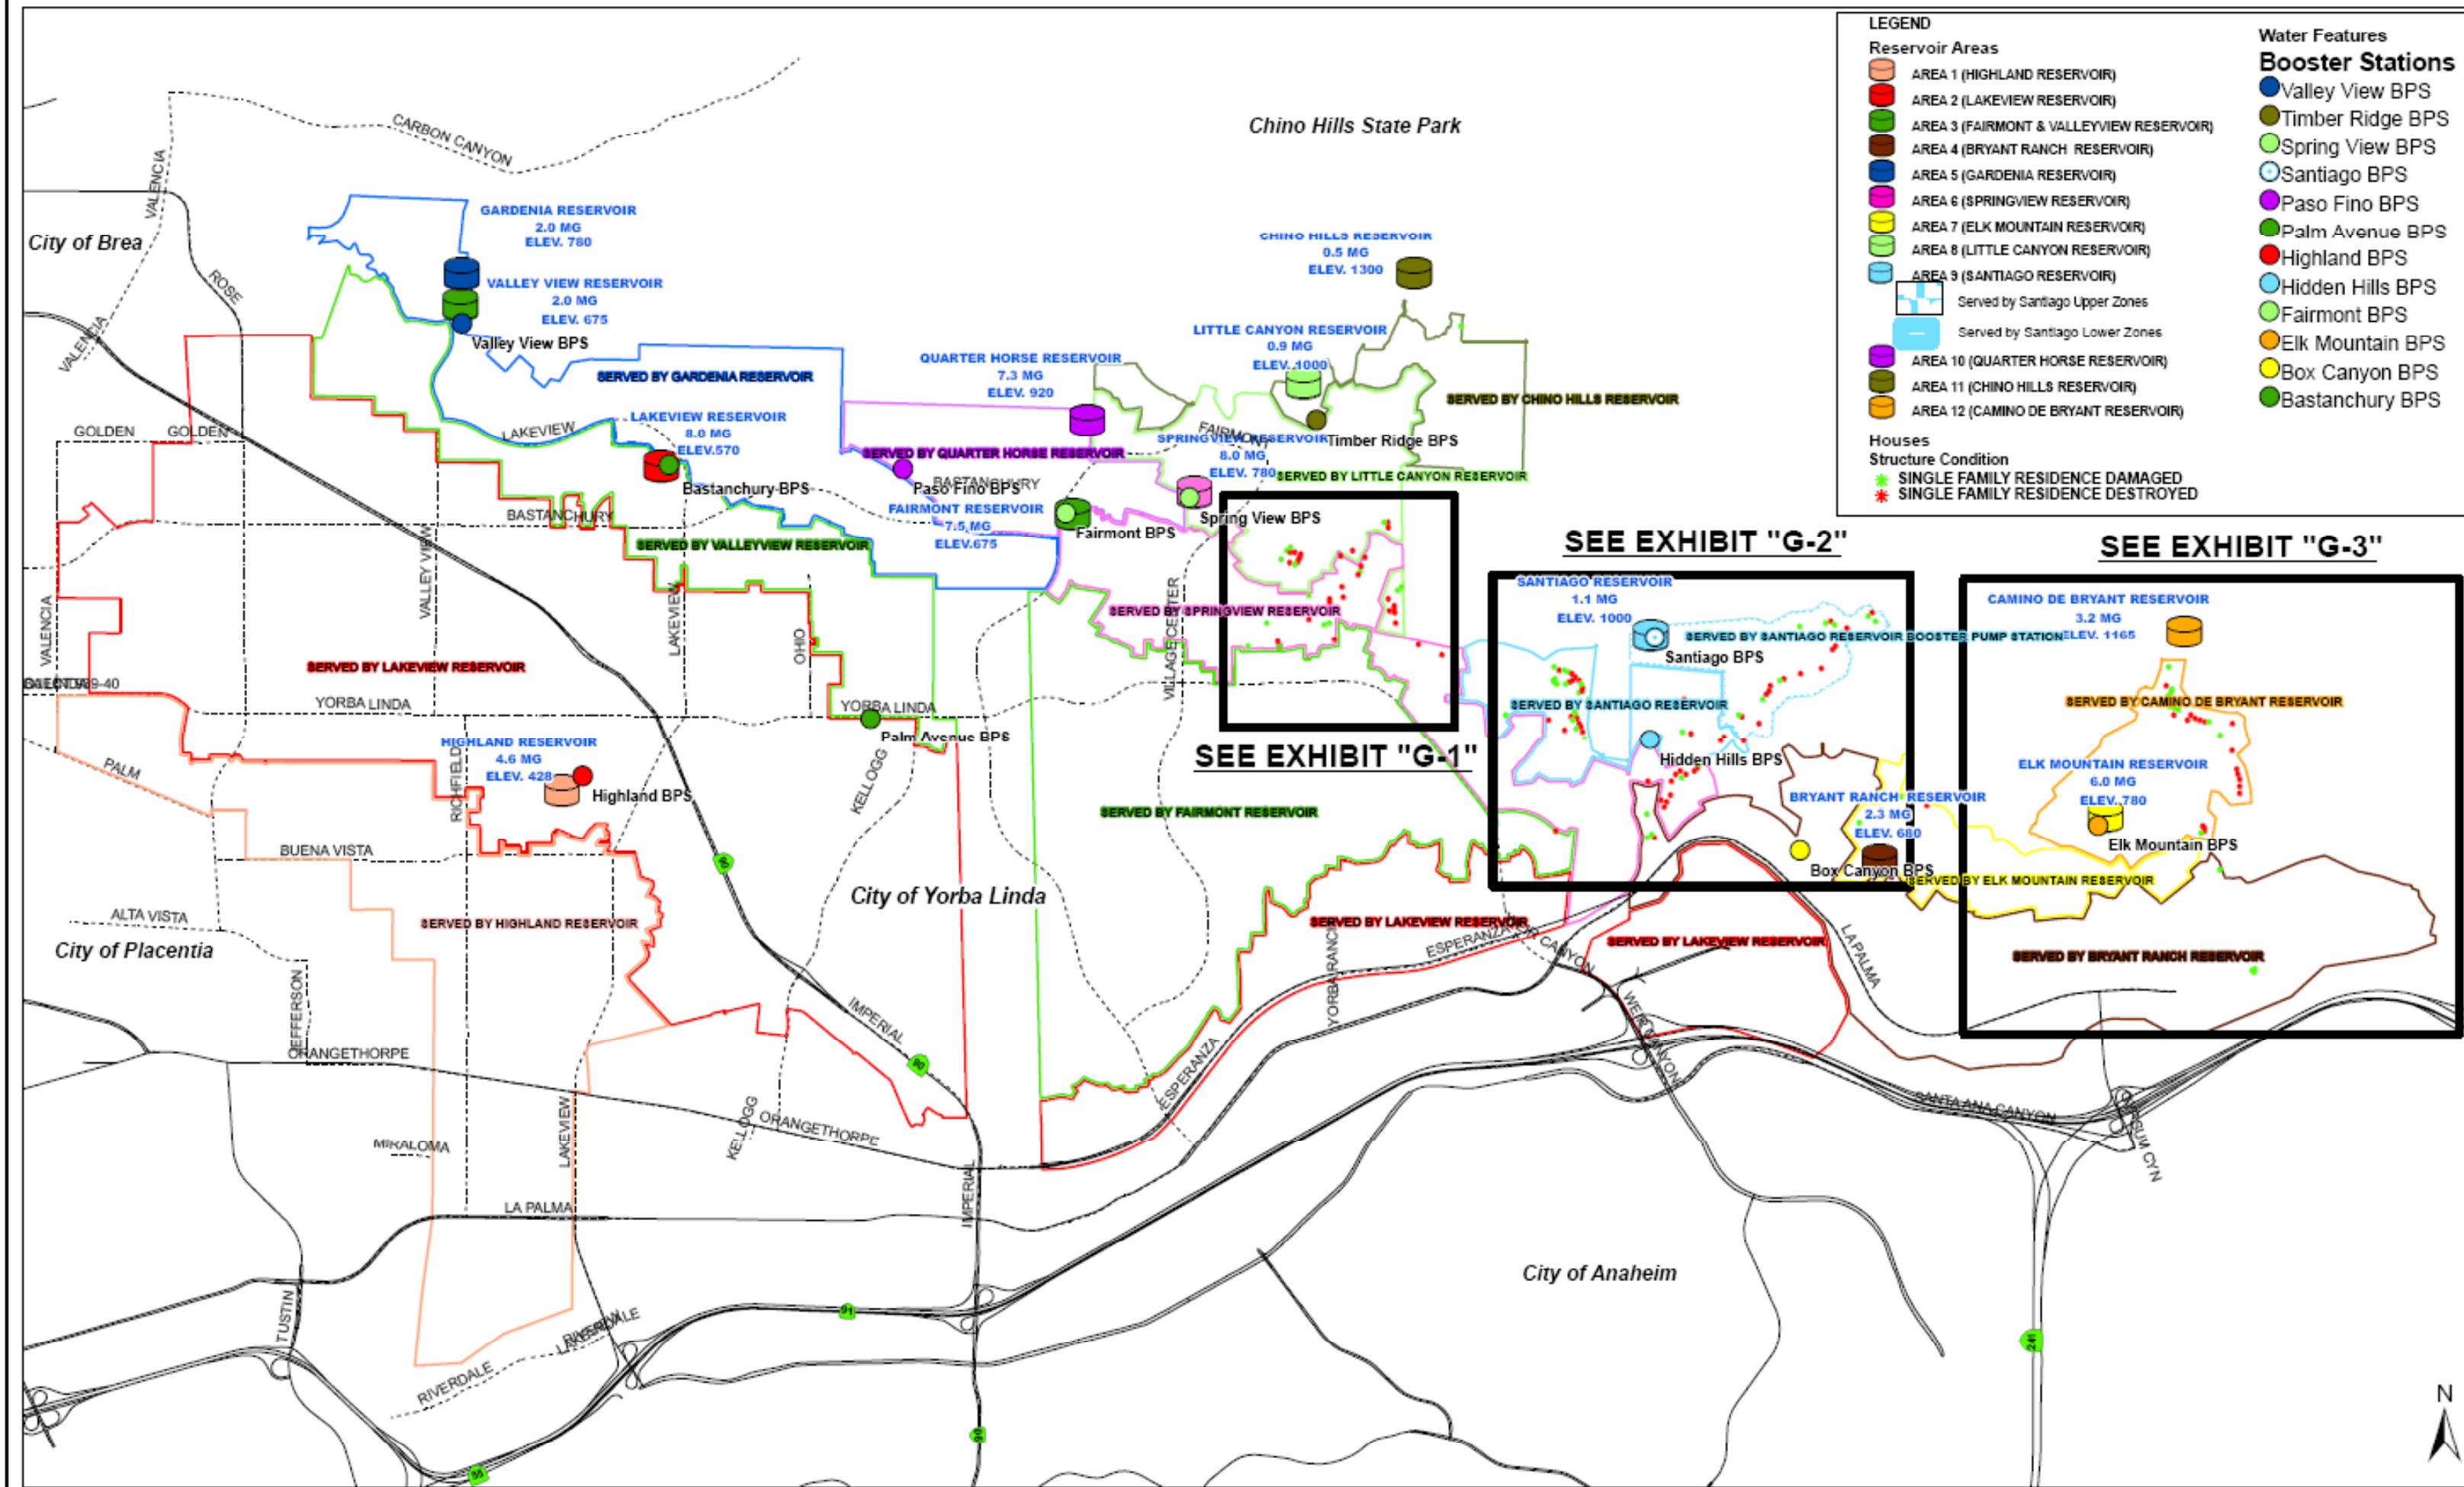 LEGEND
Reservoir Areas
AREA 1 (HIGHLAND RESERVOIR)
AREA 2 (LAKEVIEW RESERVOIR)
AREA 3 (FAIRMONT & VALLEYVIEW RESERVOIR)
AREA 4 (BRYANT RANCH RESERVOIR)
AREA 5 (GARDENIA RESERVOIR)
AREA 6 (SPRINGVIEW RESERVOIR)
AREA 7 (ELK MOUNTAIN RESERVOIR)
AREA 8 (LITTLE CANYON RESERVOIR)
AREA 9 (SANTIAGO RESERVOIR)
Served by Santiago Upper Zones
Served by Santiago Lower Zones
AREA 10 (QUARTER HORSE RESERVOIR)
AREA 11 (CHINO HILLS RESERVOIR)
AREA 12 (CAMINO DE BRYANT RESERVOIR)
Houses
Structure Condition
SINGLE FAMILY RESIDENCE DAMAGED
SINGLE FAMILY RESIDENCE DESTROYED
Water Features
Booster Stations
Valley View BPS
Timber Ridge BPS
Spring View BPS
Santiago BPS
Paso Fino BPS
Palm Avenue BPS
Highland BPS
Hidden Hills BPS
Fairmont BPS
Elk Mountain BPS
Box Canyon BPS
Bastanchury BPS
Chino Hills State Park
CARBON CANYON
VALENCIA
City of Brea
ROSE
VALENCIA
GARDENIA RESERVOIR
2.0 MG
ELEV. 780
VALLEY VIEW RESERVOIR
2.0 MG
ELEV. 675
Valley View BPS
SERVED BY GARDENIA RESERVOIR
CHINO HILLS RESERVOIR
0.5 MG
ELEV. 1300
LITTLE CANYON RESERVOIR
0.9 MG
ELEV. 1000
QUARTER HORSE RESERVOIR
7.3 MG
ELEV. 920
SERVED BY CHINO HILLS RESERVOIR
GOLDEN
GOLDEN
LAKEVIEW
LAKEVIEW RESERVOIR
8.0 MG
ELEV.570
Bastanchury BPS
SERVED BY QUARTER HORSE RESERVOIR
FAIRMONT
SPRINGVIEW RESERVOIR
8.0 MG
ELEV. 780
Timber Ridge BPS
SERVED BY LITTLE CANYON RESERVOIR
Paso Fino BPS
BASTANCHURY
FAIRMONT RESERVOIR
7.5 MG
ELEV.675
Fairmont BPS
Spring View BPS
BASTANCHURY
VALLEY VIEW
SERVED BY VALLEYVIEW RESERVOIR
SEE EXHIBIT "G-2"
SEE EXHIBIT "G-3"
VALENCIA
LAKEVIEW
OHIO
SERVED BY SPRINGVIEW RESERVOIR
VILLAGE CENTER
SANTIAGO RESERVOIR
1.1 MG
ELEV. 1000
SERVED BY SANTIAGO RESERVOIR BOOSTER PUMP STATION
Santiago BPS
CAMINO DE BRYANT RESERVOIR
3.2 MG
ELEV. 1165
SERVED BY LAKEVIEW RESERVOIR
YORBA LINDA
YORBA LINDA
Palm Avenue BPS
SERVED BY SANTIAGO RESERVOIR
SERVED BY CAMINO DE BRYANT RESERVOIR
SEE EXHIBIT "G-1"
Hidden Hills BPS
HIGHLAND RESERVOIR
4.6 MG
ELEV. 428
Highland BPS
PALM
RICHFIELD
KELLOGG
SERVED BY FAIRMONT RESERVOIR
BRYANT RANCH RESERVOIR
2.3 MG
ELEV. 680
Box Canyon BPS
ELK MOUNTAIN RESERVOIR
6.0 MG
ELEV. 780
Elk Mountain BPS
BUENA VISTA
90
City of Yorba Linda
SERVED BY ELK MOUNTAIN RESERVOIR
ALTA VISTA
City of Placentia
SERVED BY HIGHLAND RESERVOIR
SERVED BY LAKEVIEW RESERVOIR
YORBA RANCH
ESPERANZA
WEIR CANYON
SERVED BY LAKEVIEW RESERVOIR
LA PALMA
SERVED BY BRYANT RANCH RESERVOIR
JEFFERSON
ORANGETHORPE
IMPERIAL
90
ESPERANZA
WEIR CANYON
SANTA ANA CANYON
GYPSUM CYN
MIRALOMA
LAKEVIEW
KELLOGG
ORANGETHORPE
IMPERIAL
LA PALMA
City of Anaheim
TUSTIN
91
241
RIVERDALE
LAKEVIEW
RIVERDALE
90
55
N